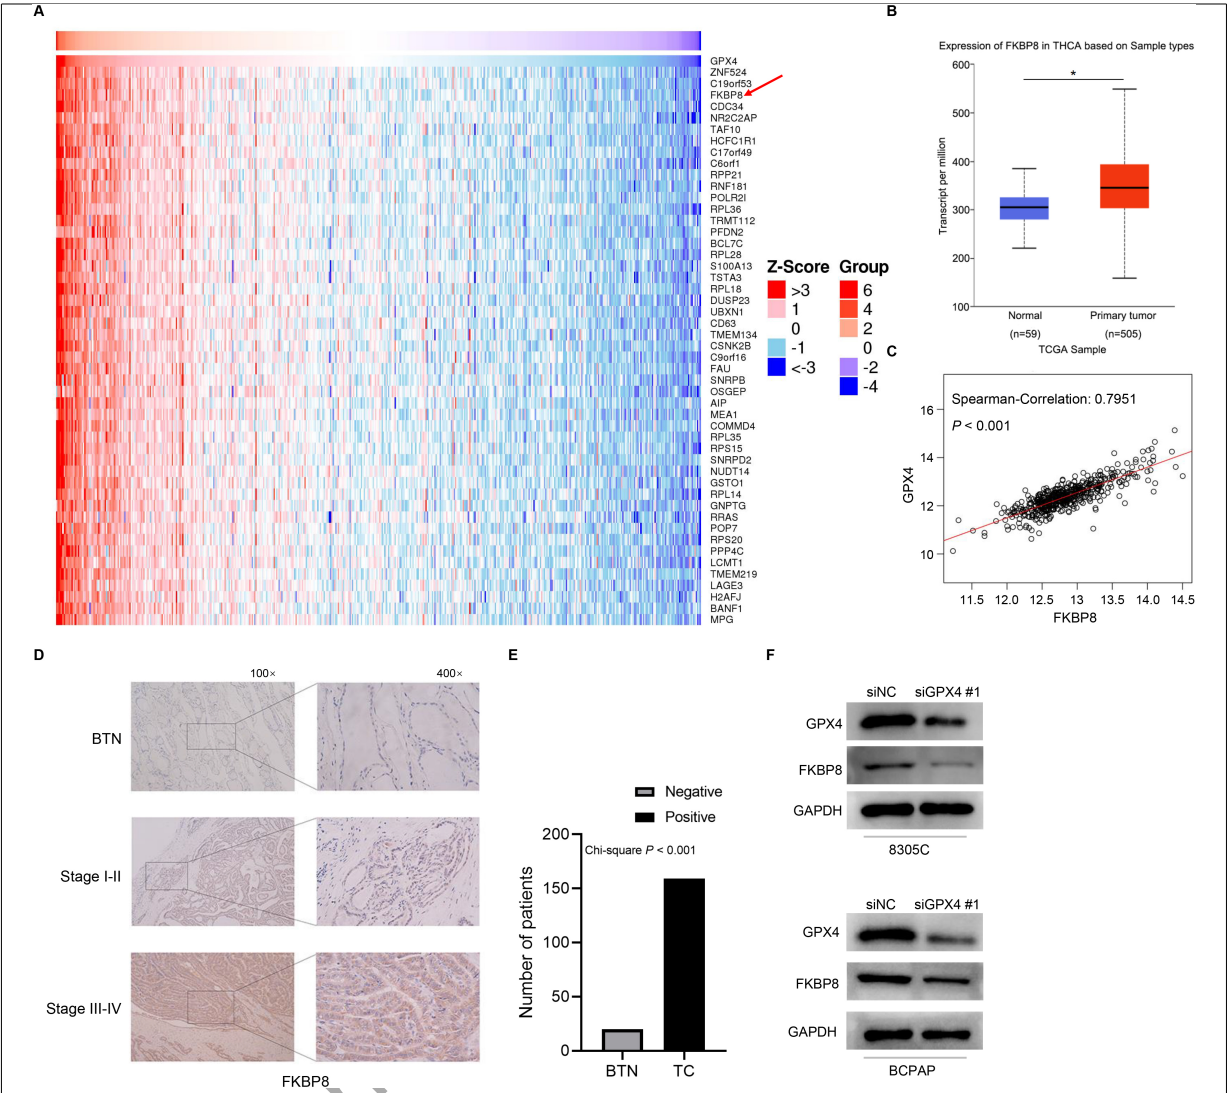 A
GPX4
ZNF524
C19orf53
FKBP8
CDC34
NR2C2AP
TAF10
HCFC1R1
C17orf49
C6orf1
RPP21
RNF181
POLR2I
RPL36
TRMT112
PFDN2
BCL7C
RPL28
S100A13
TSTA3
RPL18
DUSP23
UBXN1
CD63
TMEM134
CSNK2B
C9orf16
FAU
SNRPB
OSGEP
AIP
MEA1
COMMD4
RPL35
RPS15
SNRPD2
NUDT14
GSTO1
RPL14
GNPTG
RRAS
POP7
RPS20
PPP4C
LCMT1
TMEM219
LAGE3
H2AFJ
BANF1
MPG
Z-Score
>3
1
0
-1
<-3
Group
6
4
2
0
-2
-4
B
Expression of FKBP8 in THCA based on Sample types
*
Transcript per million
600
500
400
300
200
100
Normal
(n=59)
Primary tumor
(n=505)
TCGA Sample
C
Spearman-Correlation: 0.7951
P < 0.001
GPX4
16
14
12
10
11.5 12.0 12.5 13 13.5 14.0 14.5
FKBP8
D
100×
400×
BTN
Stage I-II
Stage III-IV
FKBP8
E
Negative
Positive
Chi-square P < 0.001
Number of patients
200
150
100
50
0
BTN TC
F
siNC siGPX4 #1
GPX4
FKBP8
GAPDH
8305C
siNC siGPX4 #1
GPX4
FKBP8
GAPDH
BCPAP